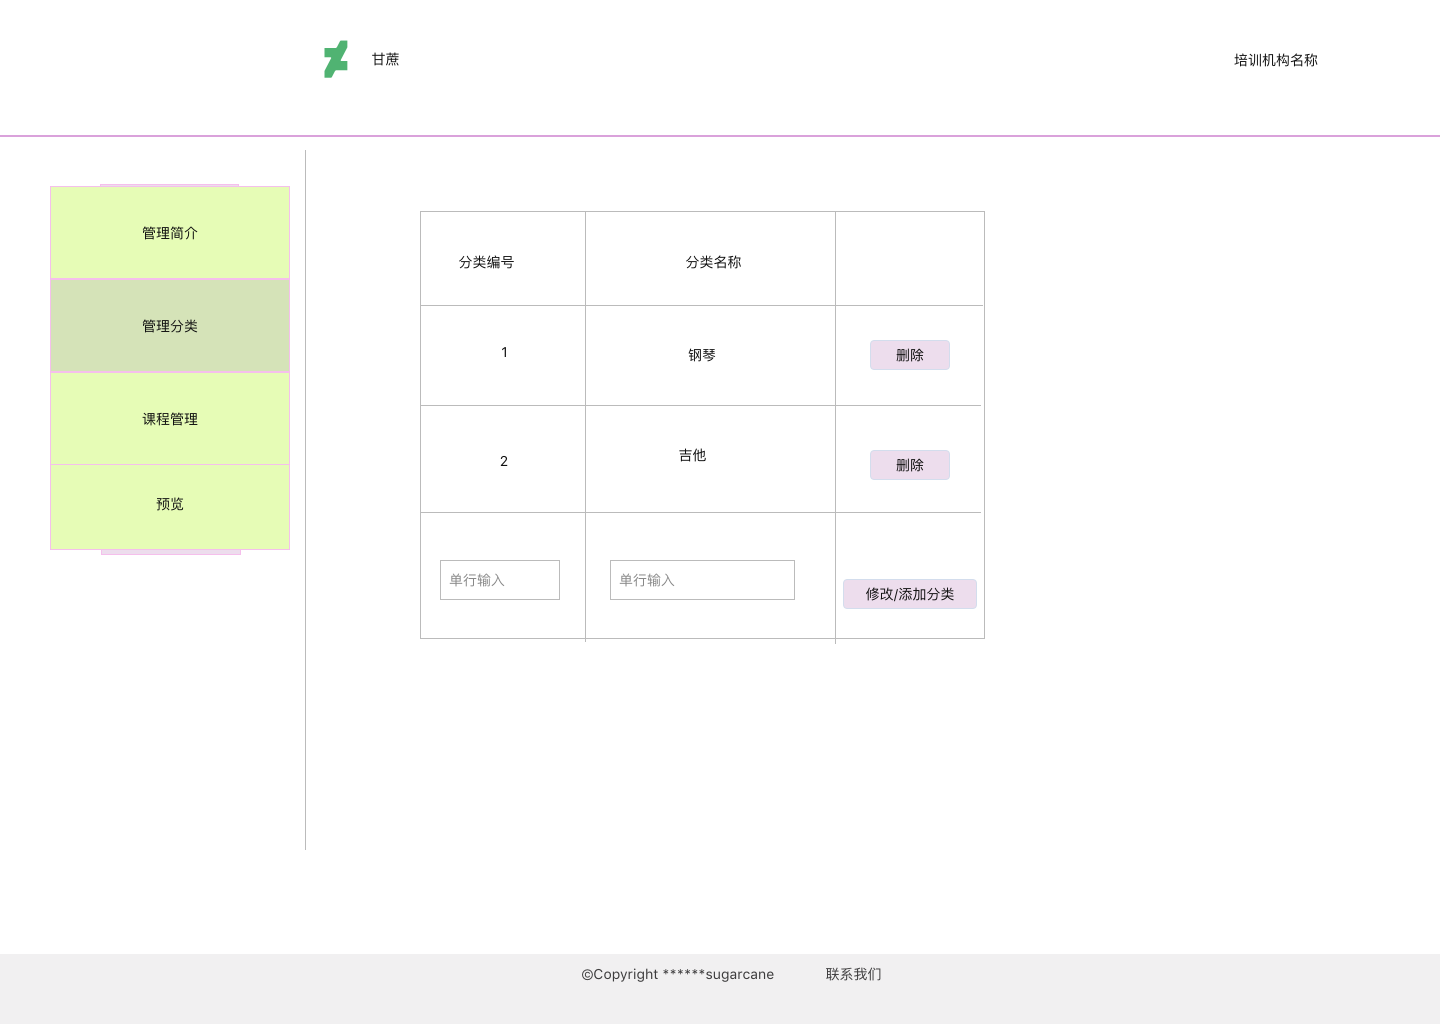 甘蔗
培训机构名称
管理简介
管理分类
课程管理
预览
分类编号 分类名称
1 钢琴 删除
2 吉他 删除
单行输入 单行输入 修改/添加分类
©Copyright ******sugarcane 联系我们